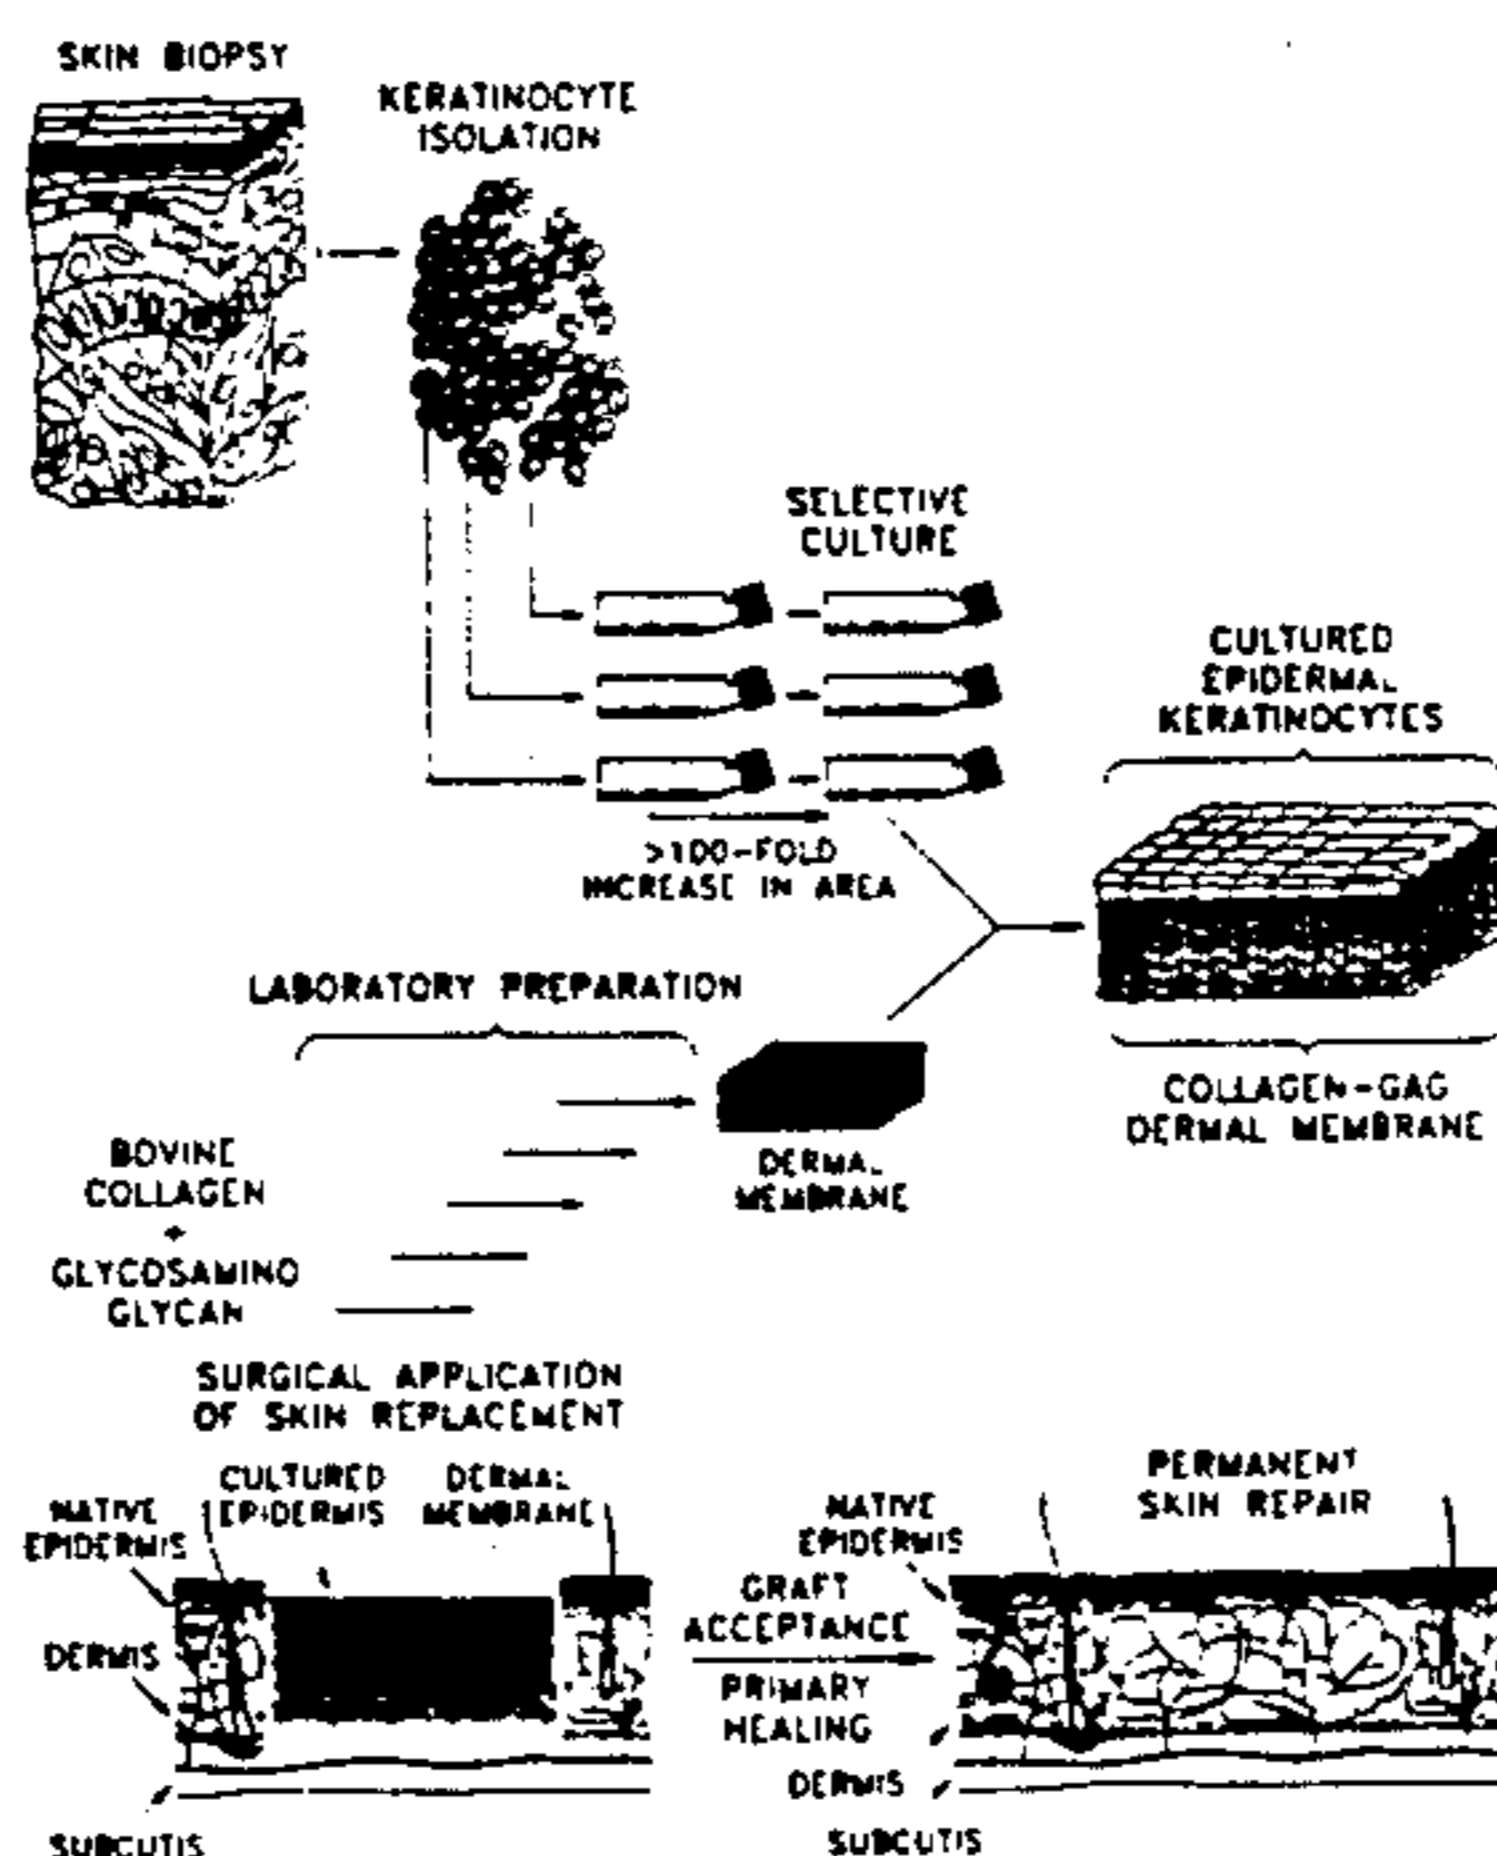 SKIN BIOPSY
KERATINOCYTE
ISOLATION
SELECTIVE
CULTURE
>100-FOLD
INCREASE IN AREA
CULTURED
EPIDERMAL
KERATINOCYTES
LABORATORY PREPARATION
COLLAGEN-GAG
DERMAL MEMBRANE
DERMAL
MEMBRANE
BOVINE
COLLAGEN
+
GLYCOSAMINO
GLYCAN
SURGICAL APPLICATION
OF SKIN REPLACEMENT
CULTURED
EPIDERMIS
DERMAL
MEMBRANE
NATIVE
EPIDERMIS
DERMIS
SUBCUTIS
GRAFT
ACCEPTANCE
PRIMARY
HEALING
PERMANENT
SKIN REPAIR
NATIVE
EPIDERMIS
DERMIS
SUBCUTIS